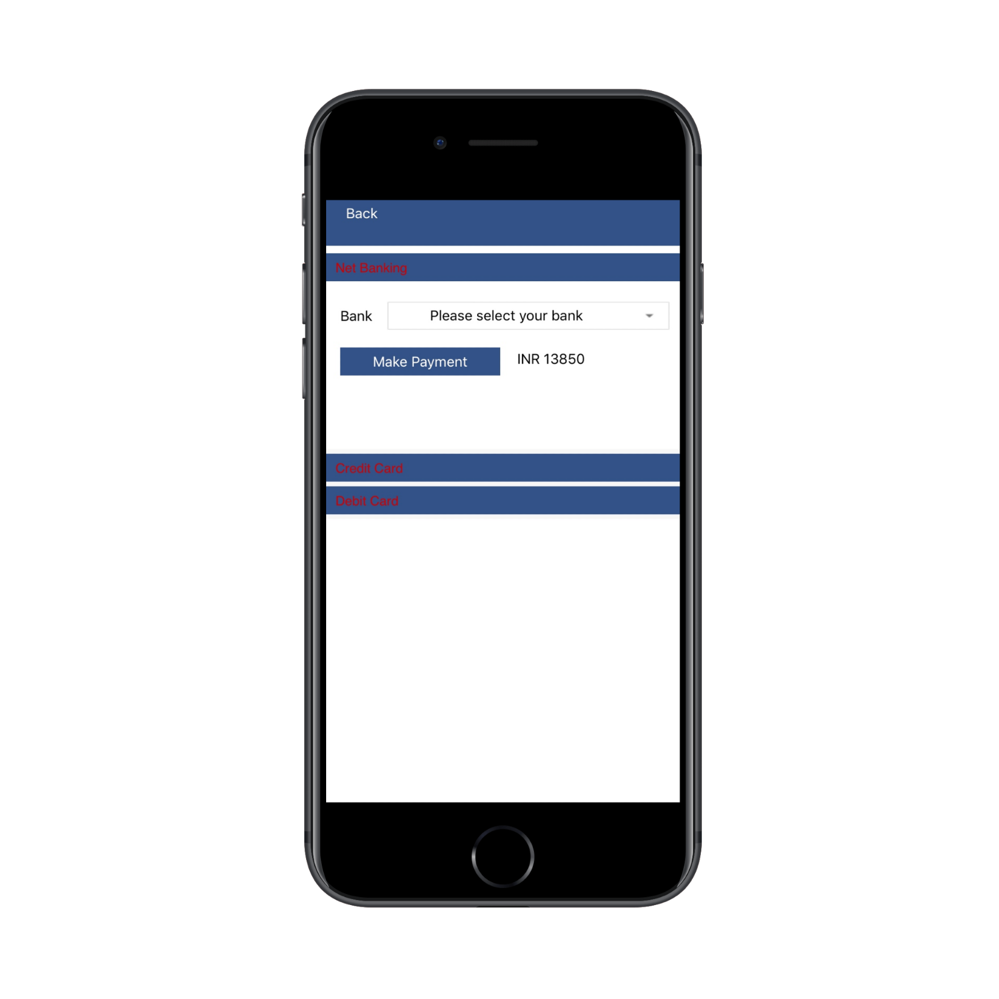 Back
Net Banking
Bank Please select your bank
Make Payment INR 13850
Credit Card
Debit Card